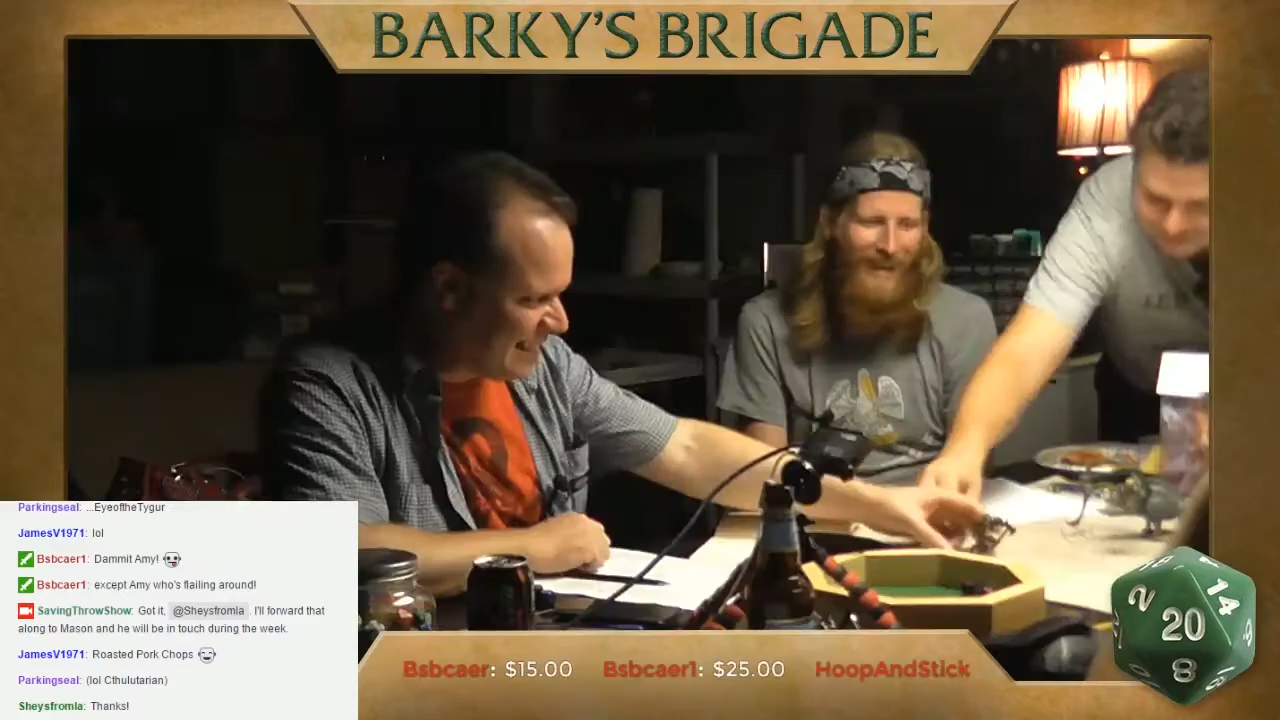 BARKY'S BRIGADE
Parkingseal: ...EyeoftheTygur
JamesV1971: lol
Bsbcaer1: Dammit Amy!
Bsbcaer1: except Amy who's flailing around!
SavingThrowShow: Got it, @Sheysfromla. I'll forward that
along to Mason and he will be in touch during the week.
JamesV1971: Roasted Pork Chops
Parkingseal: (lol Cthulutarian)
Sheysfromla: Thanks!
Bsbcaer: $15.00 Bsbcaer1: $25.00 HoopAndStick
2
14
20
8